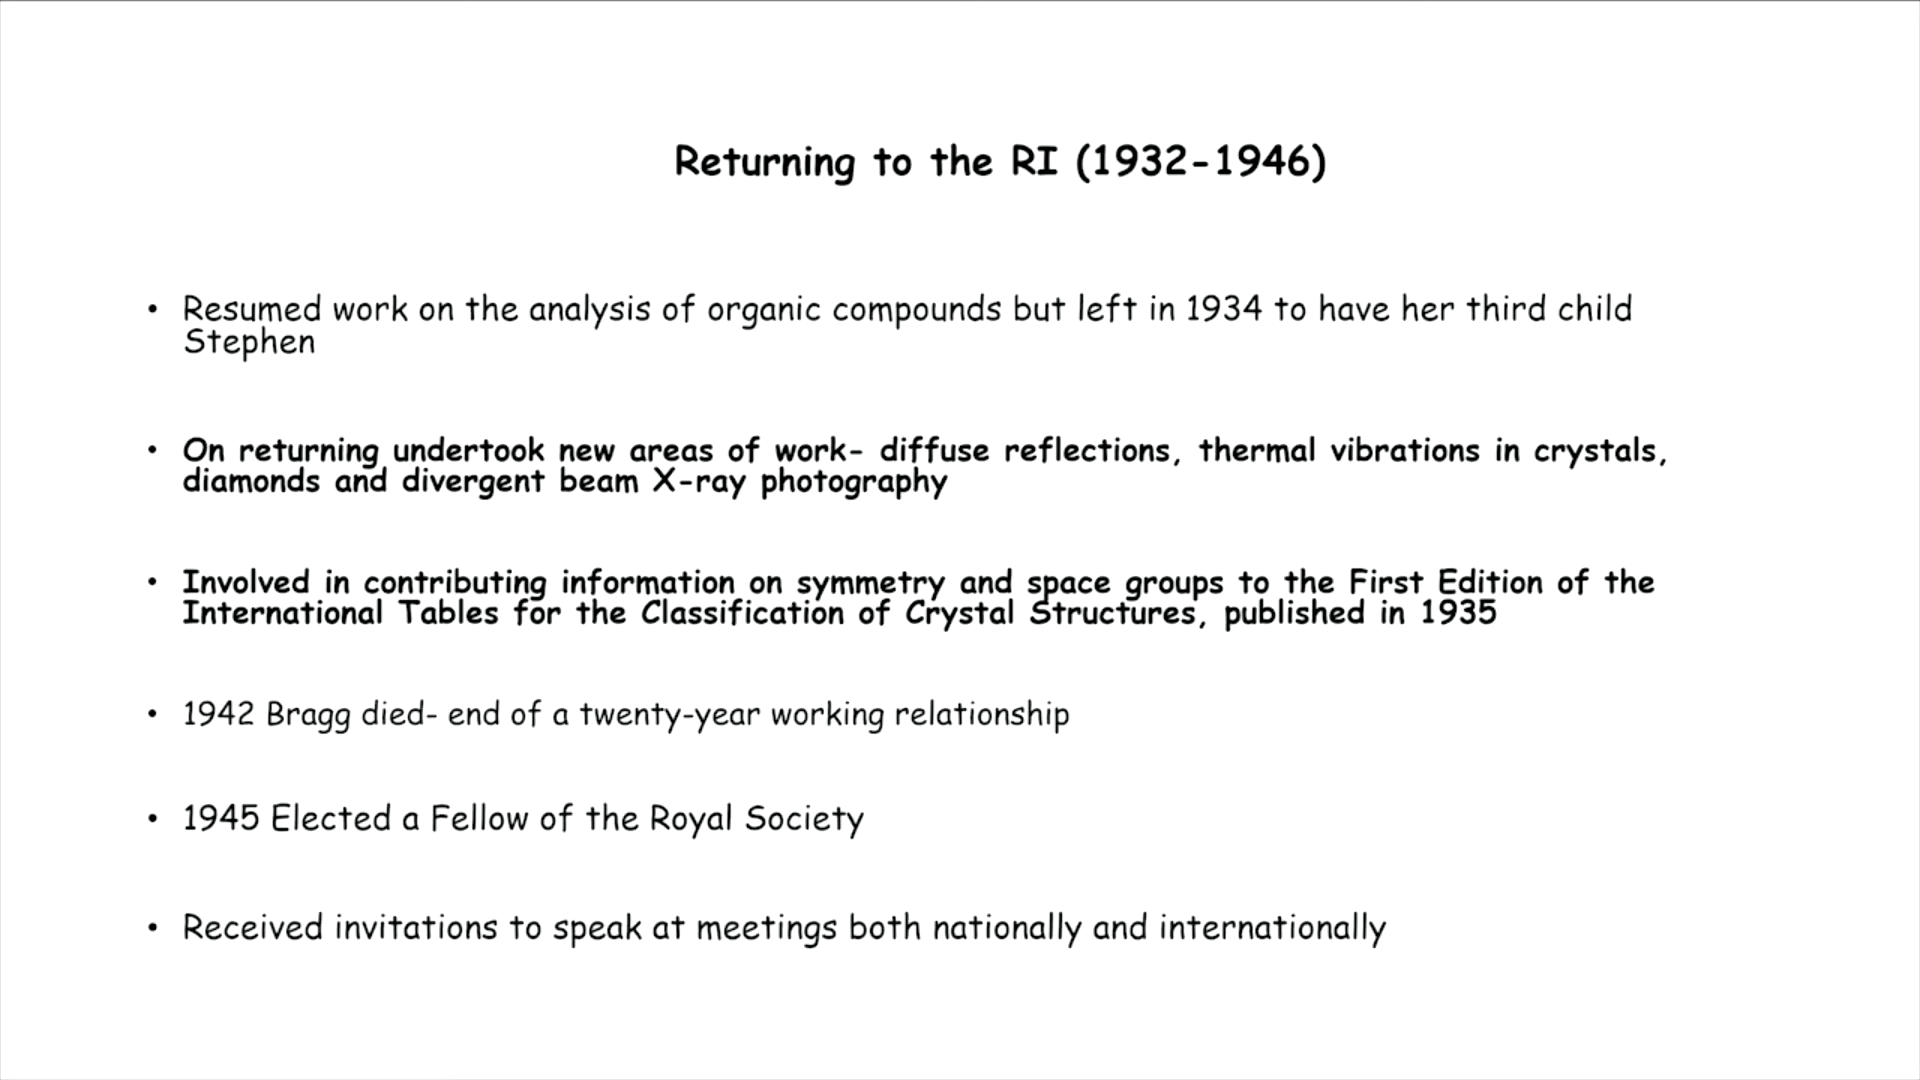 Returning to the RI (1932-1946)
• Resumed work on the analysis of organic compounds but left in 1934 to have her third child
Stephen
• On returning undertook new areas of work- diffuse reflections, thermal vibrations in crystals,
diamonds and divergent beam X-ray photography
• Involved in contributing information on symmetry and space groups to the First Edition of the
International Tables for the Classification of Crystal Structures, published in 1935
• 1942 Bragg died- end of a twenty-year working relationship
• 1945 Elected a Fellow of the Royal Society
• Received invitations to speak at meetings both nationally and internationally